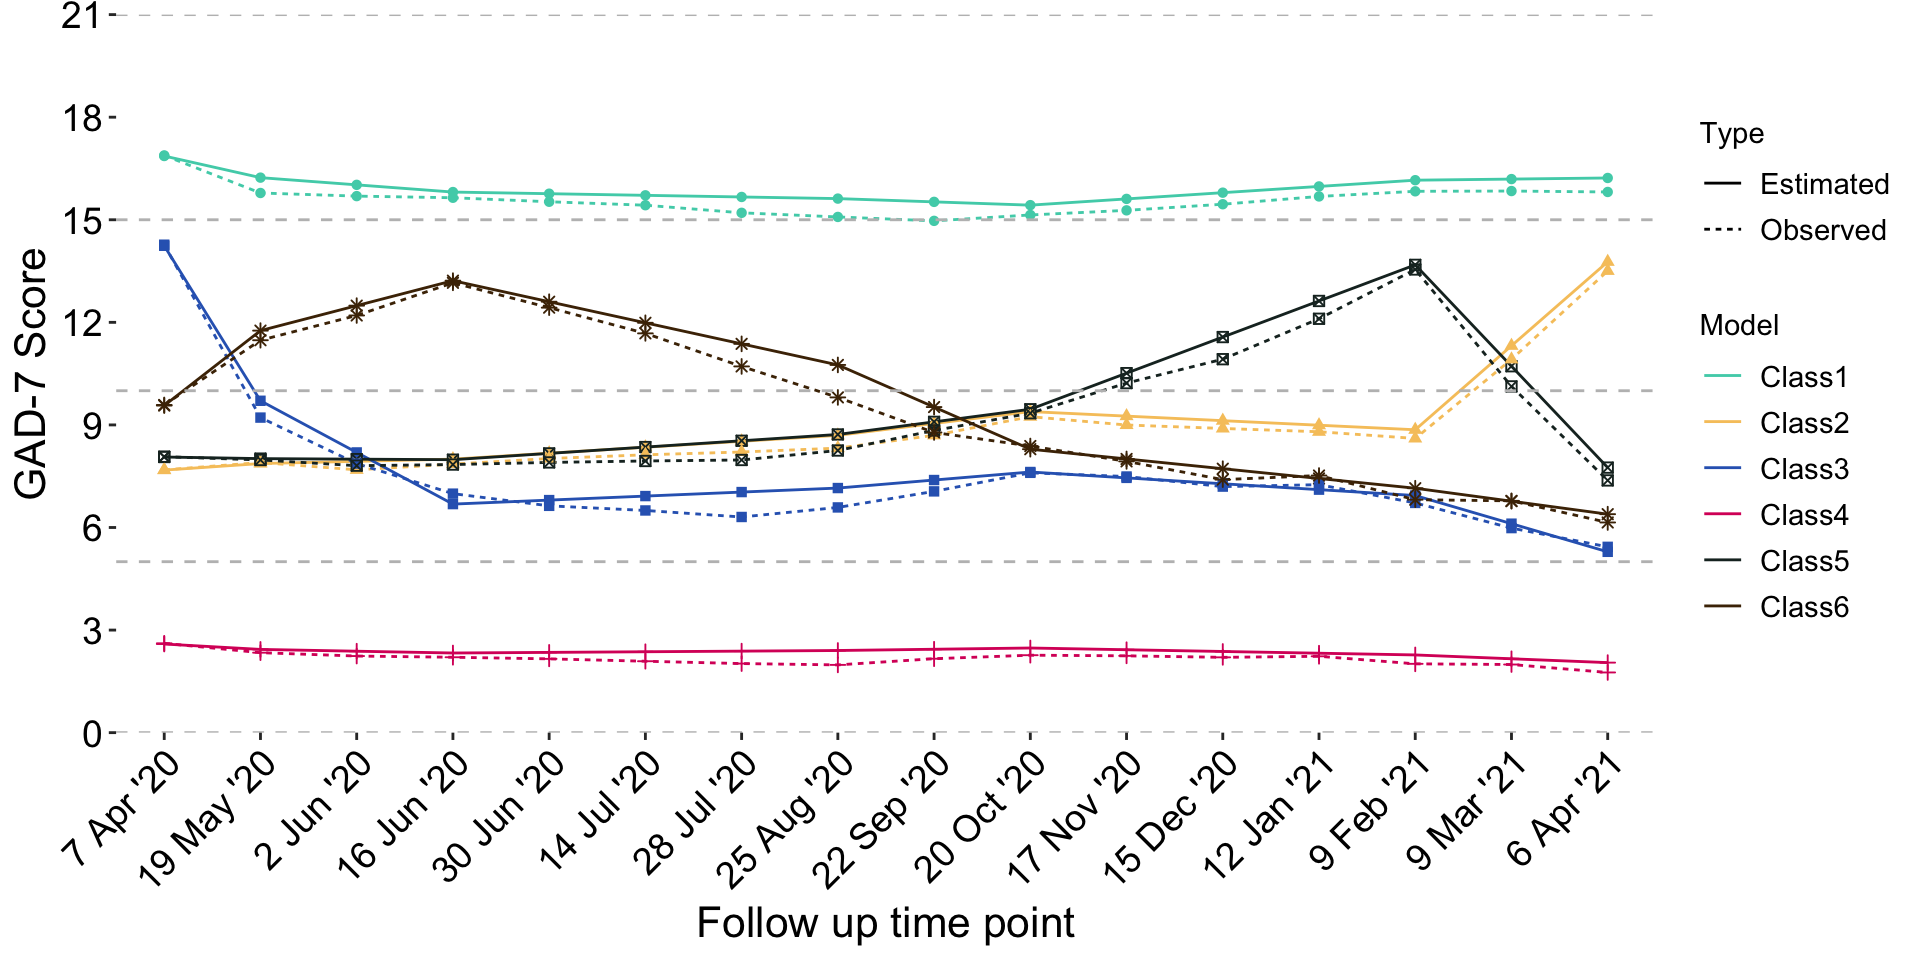 21
18
15
12
9
6
3
0
GAD-7 Score
7 Apr '20
19 May '20
2 Jun '20
16 Jun '20
30 Jun '20
14 Jul '20
28 Jul '20
25 Aug '20
22 Sep '20
20 Oct '20
17 Nov '20
15 Dec '20
12 Jan '21
9 Feb '21
9 Mar '21
6 Apr '21
Follow up time point
Type
Estimated
Observed
Model
Class1
Class2
Class3
Class4
Class5
Class6